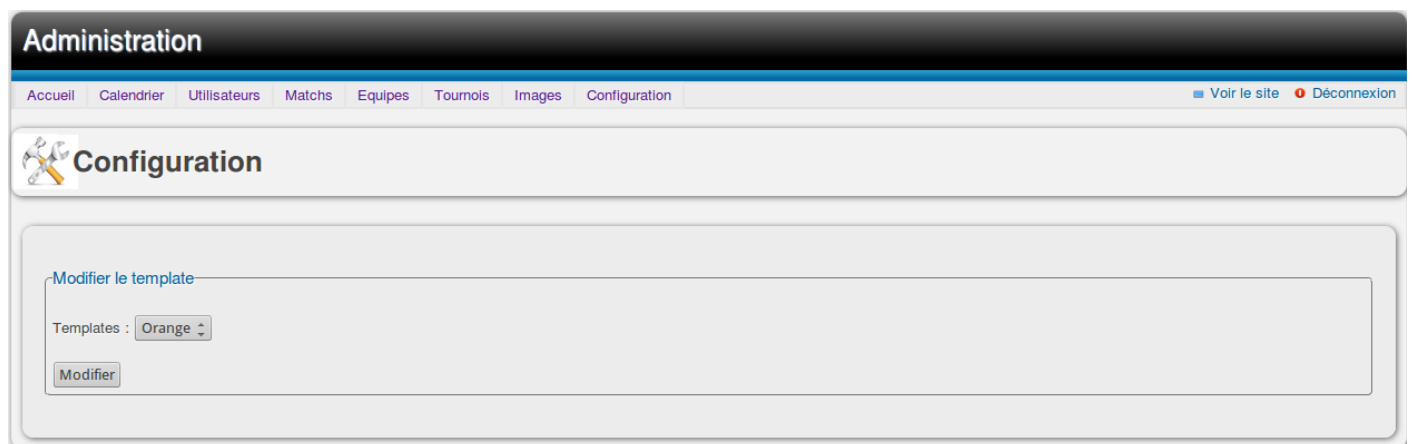 Administration
Accueil Calendrier Utilisateurs Matchs Equipes Tournois Images Configuration Voir le site Déconnexion
Configuration
Modifier le template
Templates : Orange
Modifier